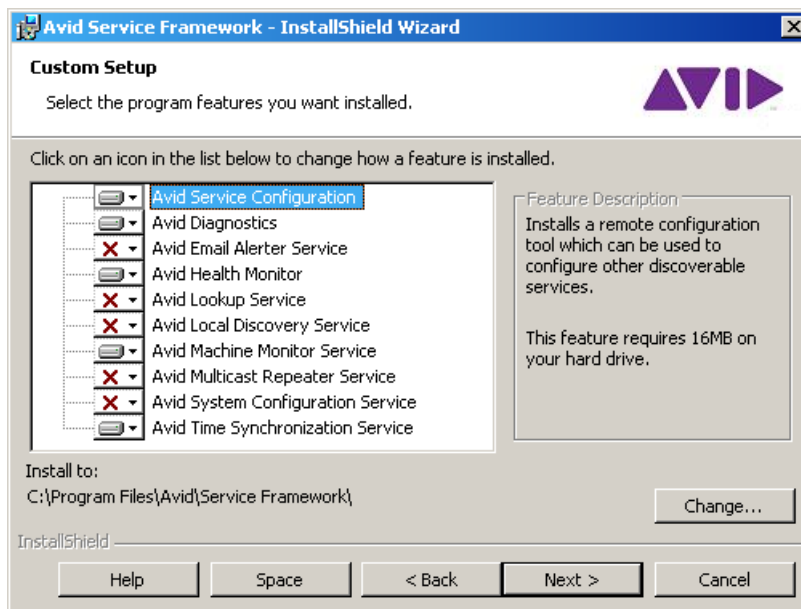 Avid Service Framework - InstallShield Wizard
Custom Setup
Select the program features you want installed.
AVID
Click on an icon in the list below to change how a feature is installed.
Avid Service Configuration
Avid Diagnostics
Avid Email Alerter Service
Avid Health Monitor
Avid Lookup Service
Avid Local Discovery Service
Avid Machine Monitor Service
Avid Multicast Repeater Service
Avid System Configuration Service
Avid Time Synchronization Service
Feature Description
Installs a remote configuration
tool which can be used to
configure other discoverable
services.
This feature requires 16MB on
your hard drive.
Install to:
C:\Program Files\Avid\Service Framework\
Change...
InstallShield
Help
Space
< Back
Next >
Cancel